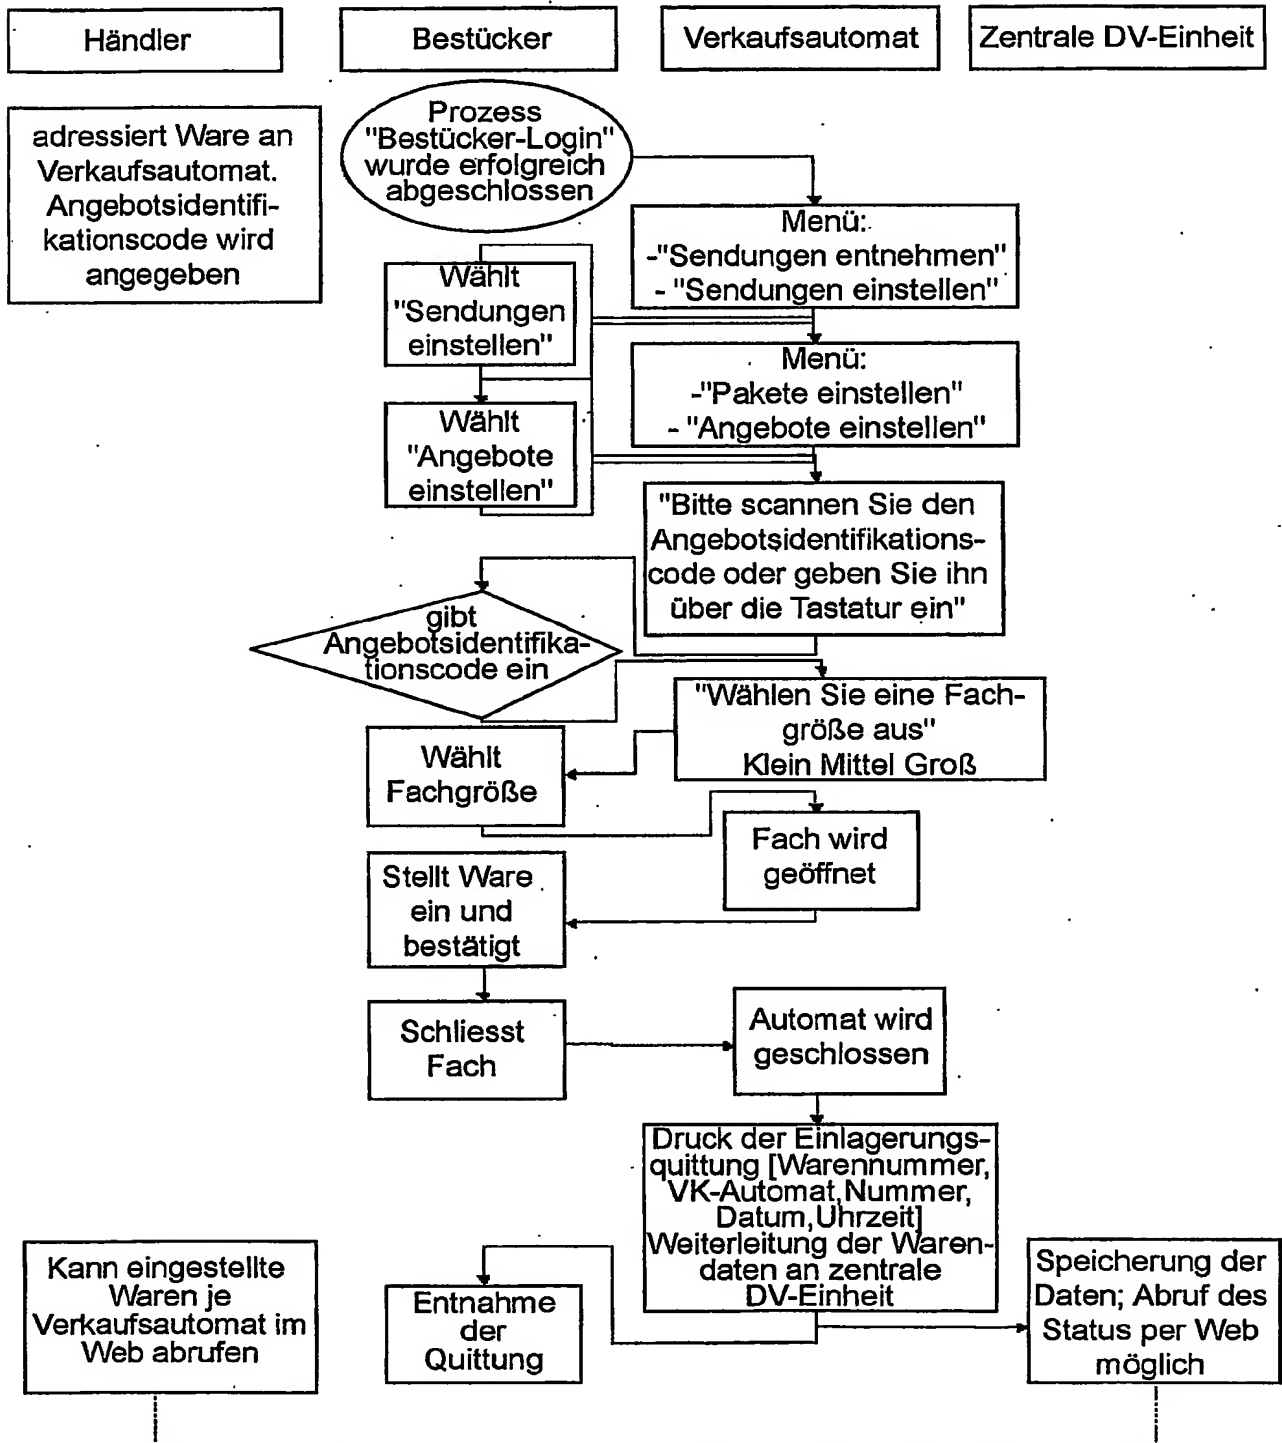 Händler
Bestücker
Verkaufsautomat
Zentrale DV-Einheit
adressiert Ware an
Verkaufsautomat.
Angebotsidentifi-
kationscode wird
angegeben
Prozess
"Bestücker-Login"
wurde erfolgreich
abgeschlossen
Menü:
-"Sendungen entnehmen"
- "Sendungen einstellen"
Wählt
"Sendungen
einstellen"
Menü:
-"Pakete einstellen"
- "Angebote einstellen"
Wählt
"Angebote
einstellen"
"Bitte scannen Sie den
Angebotsidentifikations-
code oder geben Sie ihn
über die Tastatur ein"
gibt
Angebotsidentifika-
tionscode ein
"Wählen Sie eine Fach-
größe aus"
Klein Mittel Groß
Wählt
Fachgröße
Fach wird
geöffnet
Stellt Ware
ein und
bestätigt
Schliesst
Fach
Automat wird
geschlossen
Druck der Einlagerungs-
quittung [Warennummer,
VK-Automat,Nummer,
Datum,Uhrzeit]
Weiterleitung der Waren-
daten an zentrale
DV-Einheit
Entnahme
der
Quittung
Speicherung der
Daten; Abruf des
Status per Web
möglich
Kann eingestellte
Waren je
Verkaufsautomat im
Web abrufen